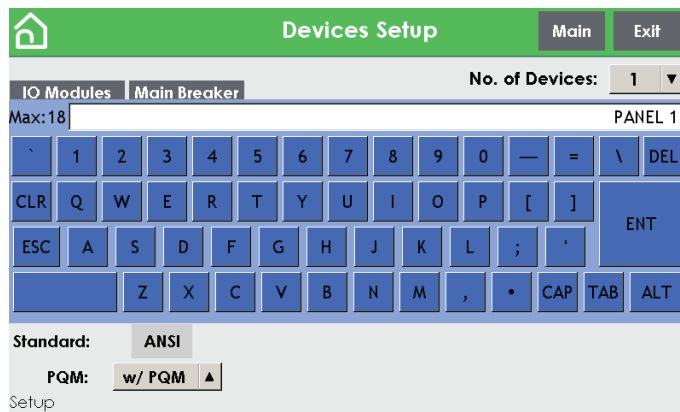 Devices Setup Main Exit
No. of Devices: 1 ▼
IO Modules Main Breaker
Max:18 PANEL 1
` 1 2 3 4 5 6 7 8 9 0 — = \ DEL
CLR Q W E R T Y U I O P [ ]
ENT
ESC A S D F G H J K L ; '
Z X C V B N M , • CAP TAB ALT
Standard: ANSI
PQM: w/ PQM ▲
Setup